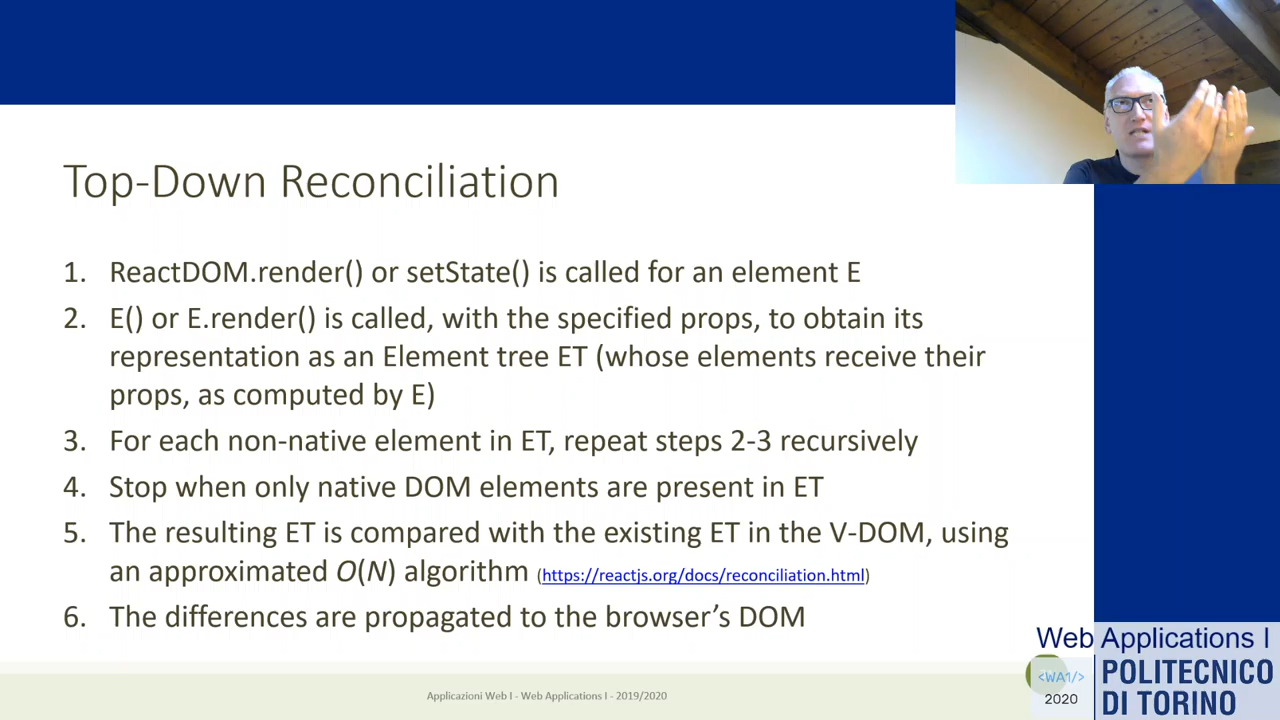 Top-Down Reconciliation
1. ReactDOM.render() or setState() is called for an element E
2. E() or E.render() is called, with the specified props, to obtain its
representation as an Element tree ET (whose elements receive their
props, as computed by E)
3. For each non-native element in ET, repeat steps 2-3 recursively
4. Stop when only native DOM elements are present in ET
5. The resulting ET is compared with the existing ET in the V-DOM, using
an approximated O(N) algorithm (https://reactjs.org/docs/reconciliation.html)
6. The differences are propagated to the browser's DOM
Applicazioni Web I - Web Applications I - 2019/2020
Web Applications I
<WA1/>
2020
POLITECNICO
DI TORINO